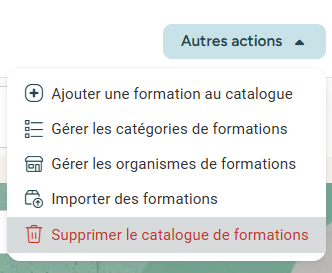 Autres actions
Ajouter une formation au catalogue
Gérer les catégories de formations
Gérer les organismes de formations
Importer des formations
Supprimer le catalogue de formations